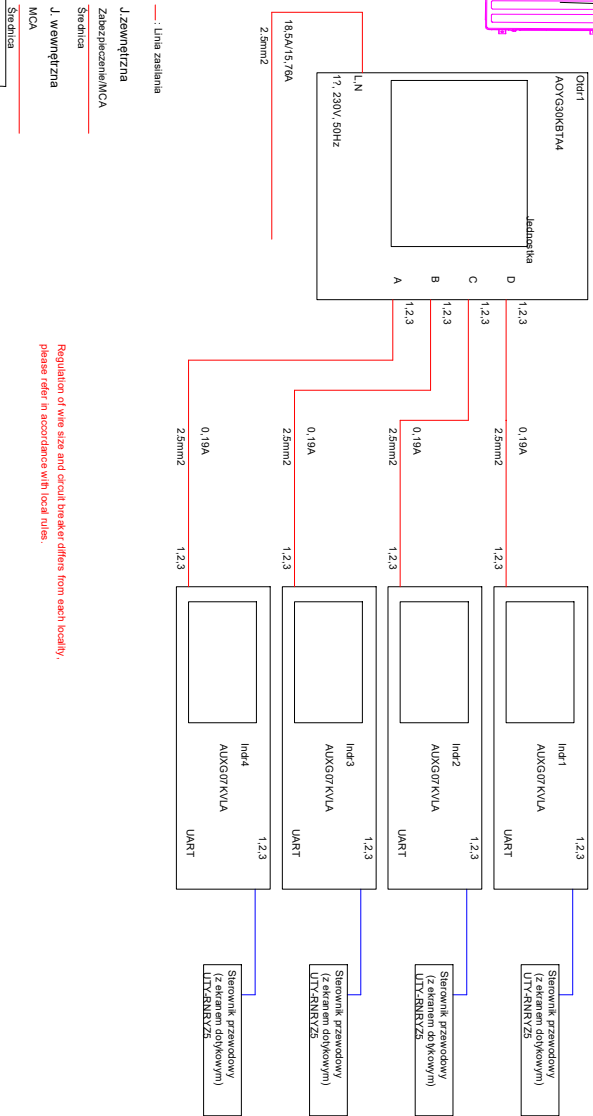 Otdr1
AOYG30KBTA4
Jednostka
L,N
1?, 230V, 50Hz
18,5A/15,76A
2,5mm2
D
C
B
A
1,2,3
1,2,3
1,2,3
1,2,3
0,19A
2,5mm2
1,2,3
Indr1
AUXG07KVLA
1,2,3
UART
Sterownik przewodowy
(z ekranem dotykowym)
UTY-RNRYZ5
0,19A
2,5mm2
1,2,3
Indr2
AUXG07KVLA
1,2,3
UART
Sterownik przewodowy
(z ekranem dotykowym)
UTY-RNRYZ5
0,19A
2,5mm2
1,2,3
Indr3
AUXG07KVLA
1,2,3
UART
Sterownik przewodowy
(z ekranem dotykowym)
UTY-RNRYZ5
0,19A
2,5mm2
1,2,3
Indr4
AUXG07KVLA
1,2,3
UART
Sterownik przewodowy
(z ekranem dotykowym)
UTY-RNRYZ5
: Linia zasilania
J.zewnętrzna
Zabezpieczenie/MCA
Średnica
J. wewnętrzna
MCA
Średnica
Regulation of wire size and circuit breaker differs from each locality,
please refer in accordance with local rules.